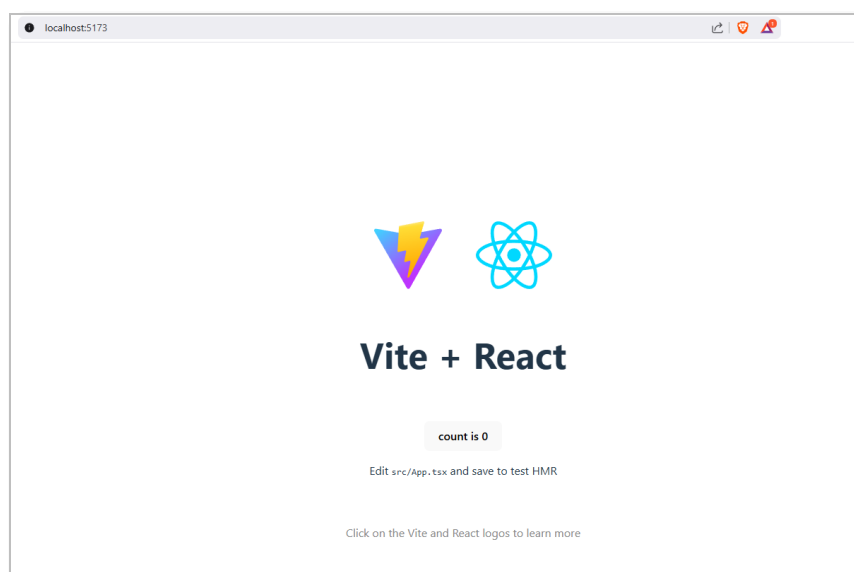 localhost:5173
1
Vite + React
count is 0
Edit src/App.tsx and save to test HMR
Click on the Vite and React logos to learn more